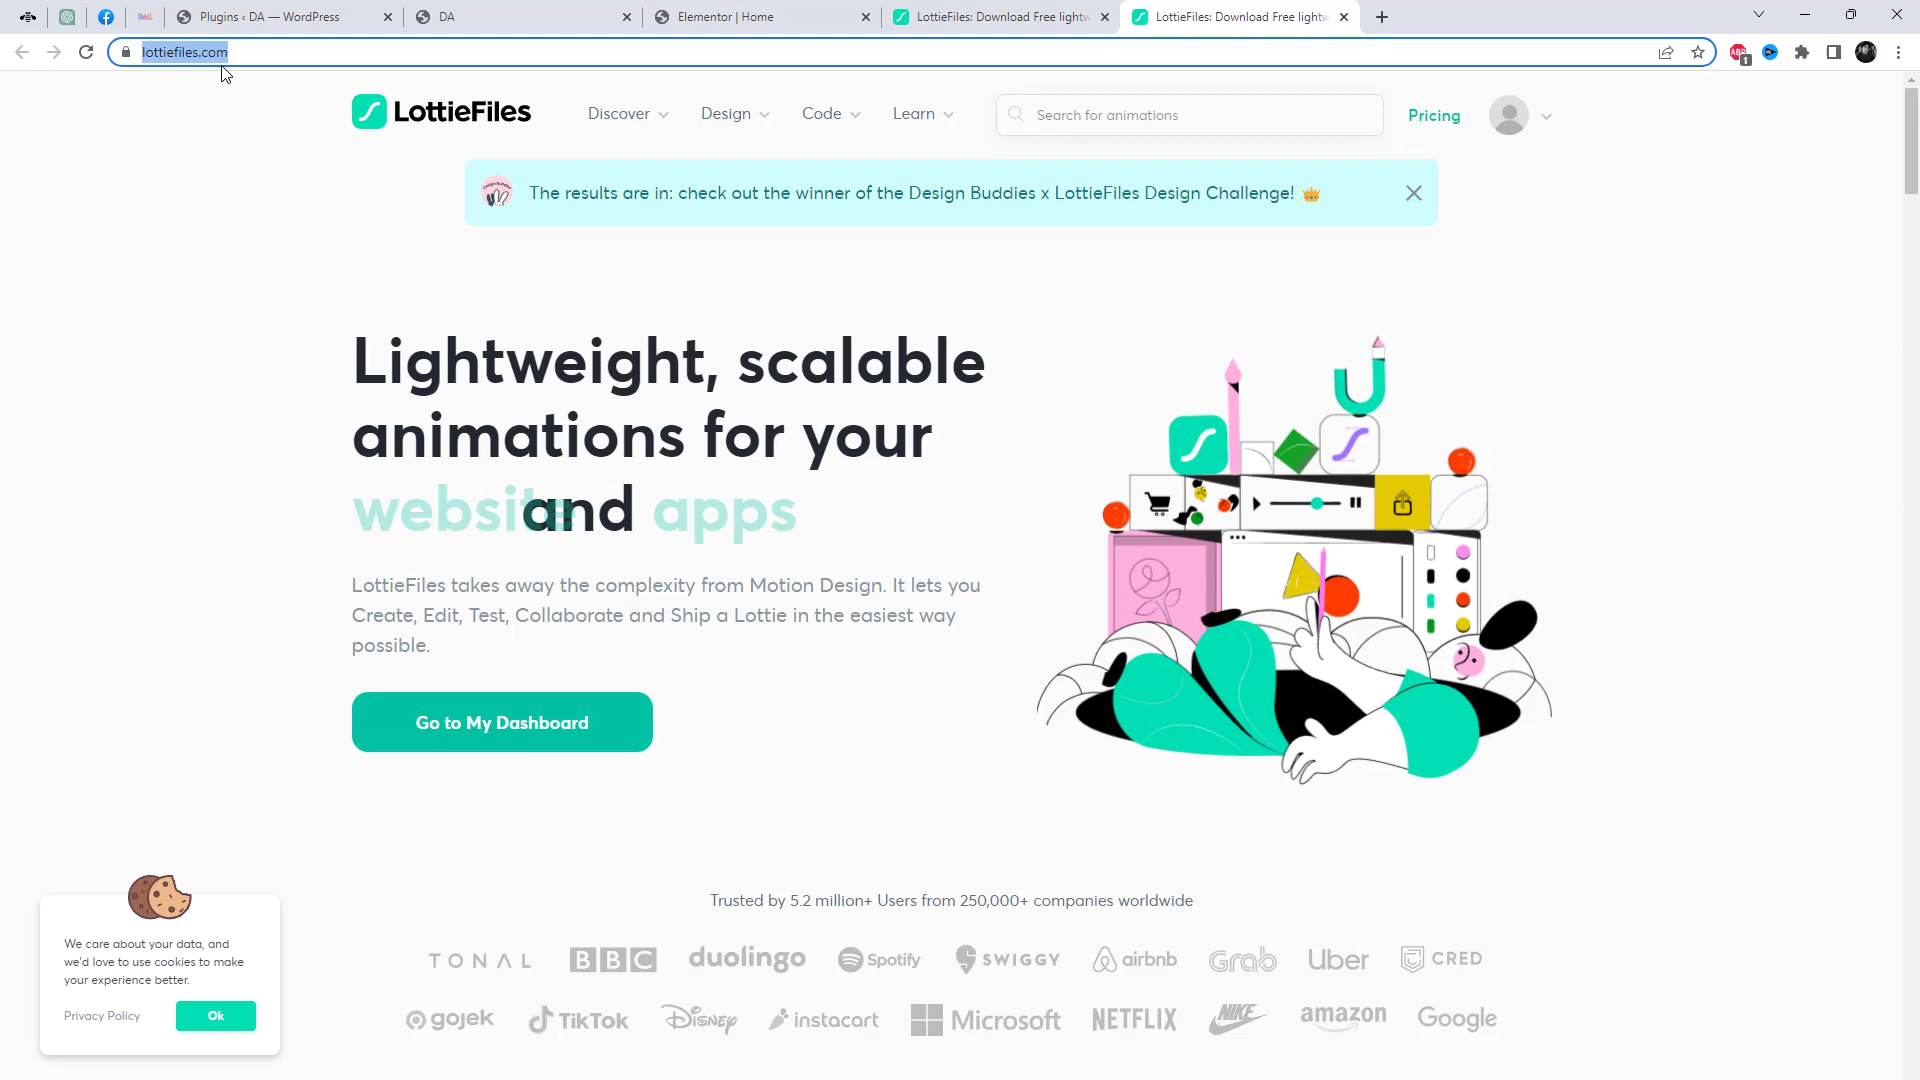 Plugins ‹ DA — WordPress
DA
Elementor | Home
LottieFiles: Download Free lightw
LottieFiles: Download Free lightw
lottiefiles.com
ABP
1
LottieFiles
Discover
Design
Code
Learn
Search for animations
Pricing
The results are in: check out the winner of the Design Buddies x LottieFiles Design Challenge! 👑
Lightweight, scalable
animations for your
website and apps
LottieFiles takes away the complexity from Motion Design. It lets you
Create, Edit, Test, Collaborate and Ship a Lottie in the easiest way
possible.
Go to My Dashboard
Trusted by 5.2 million+ Users from 250,000+ companies worldwide
TONAL
BBC
duolingo
Spotify
SWIGGY
airbnb
Grab
Uber
CRED
gojek
TikTok
Disney
instacart
Microsoft
NETFLIX
NIKE
amazon
Google
We care about your data, and
we'd love to use cookies to make
your experience better.
Privacy Policy
Ok